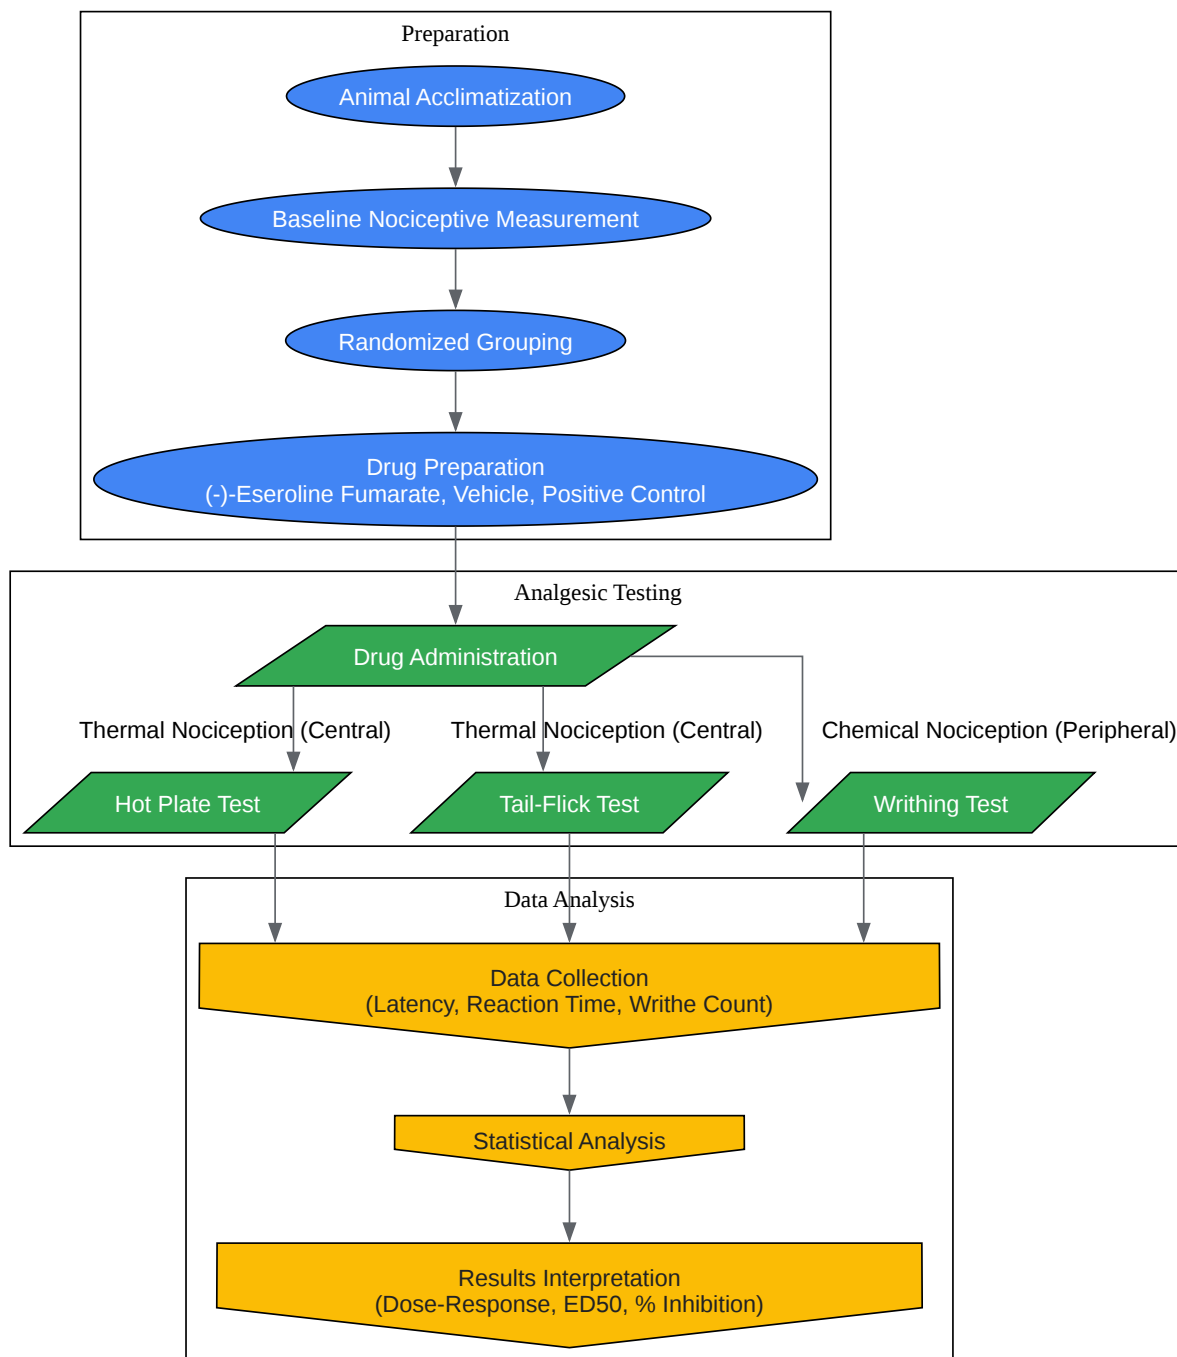 Preparation
Animal Acclimatization
Baseline Nociceptive Measurement
Randomized Grouping
Drug Preparation
(-)-Eseroline Fumarate, Vehicle, Positive Control
Analgesic Testing
Drug Administration
Thermal Nociception (Central)
Thermal Nociception (Central)
Chemical Nociception (Peripheral)
Hot Plate Test
Tail-Flick Test
Writhing Test
Data Analysis
Data Collection
(Latency, Reaction Time, Writhe Count)
Statistical Analysis
Results Interpretation
(Dose-Response, ED50, % Inhibition)